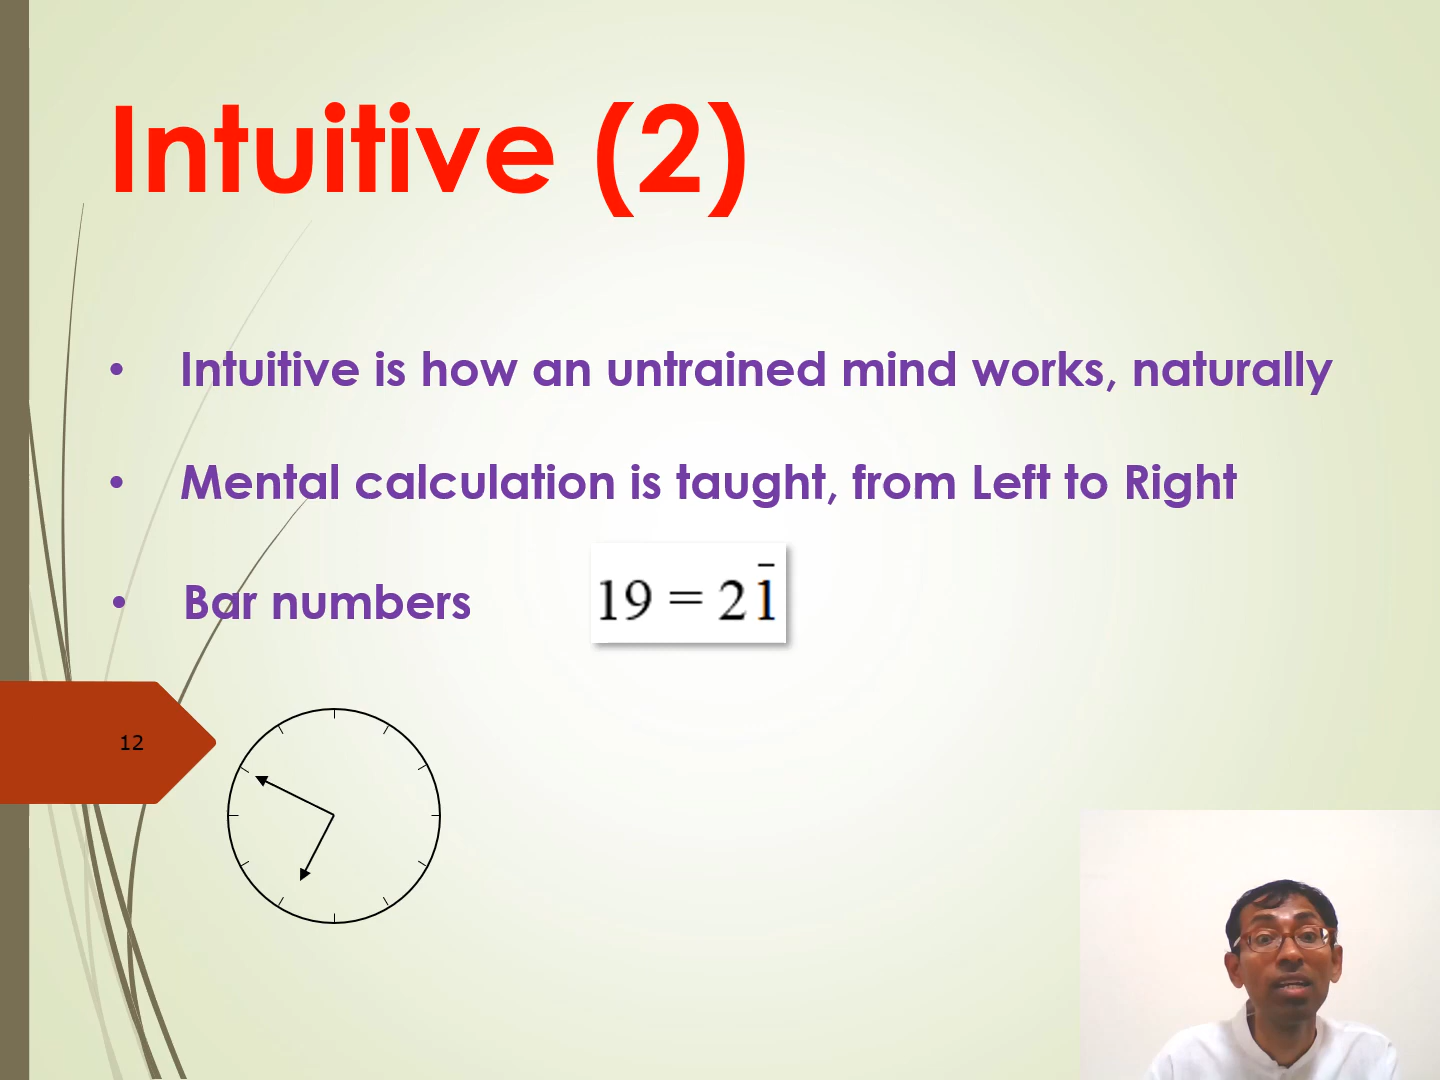 Intuitive (2)
• Intuitive is how an untrained mind works, naturally
• Mental calculation is taught, from Left to Right
• Bar numbers 19 = 21̅
12